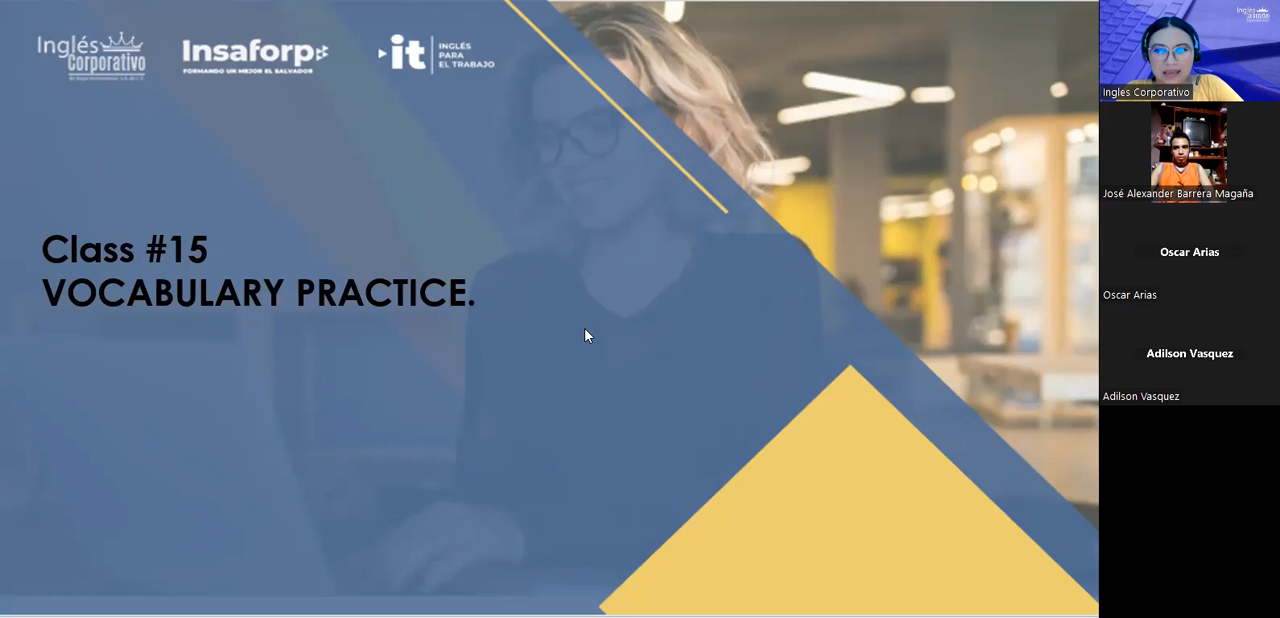 Inglés
Corporativo
Insaforp
FORMANDO UN MEJOR EL SALVADOR
it
INGLÉS
PARA
EL TRABAJO
Class #15
VOCABULARY PRACTICE.
Ingles Corporativo
José Alexander Barrera Magaña
Oscar Arias
Oscar Arias
Adilson Vasquez
Adilson Vasquez